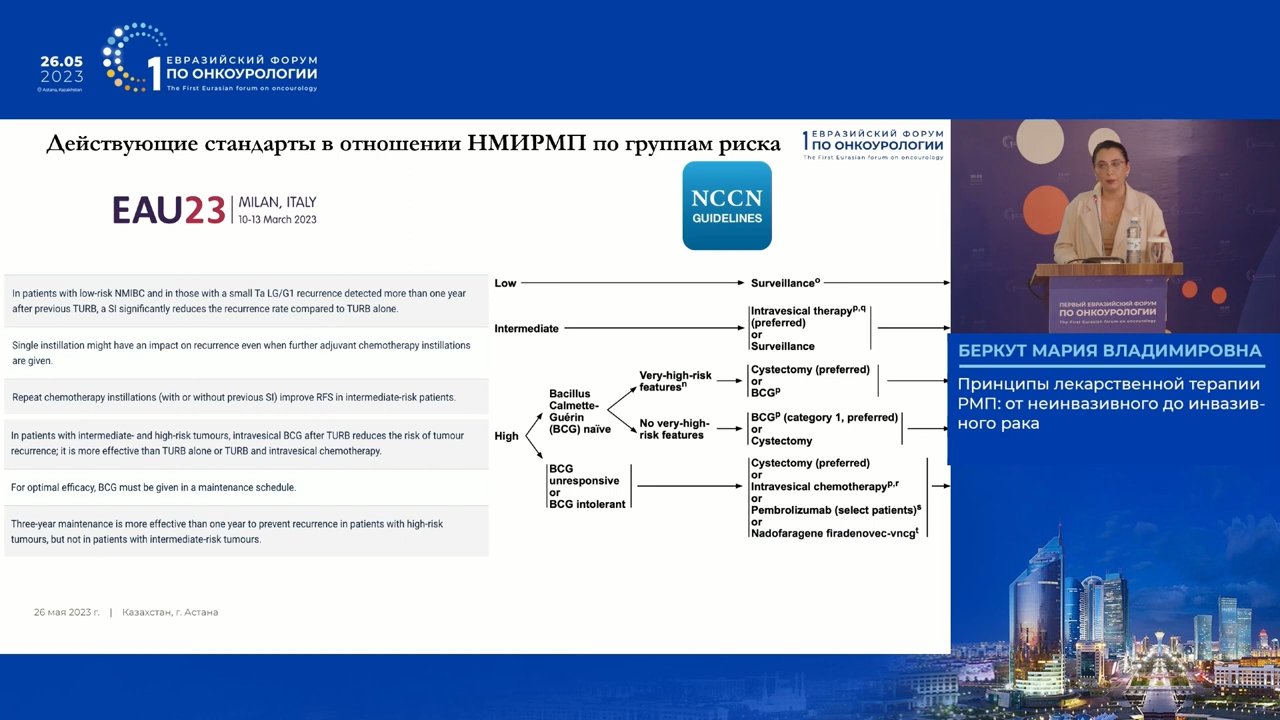 26.05
2023
Astana, Kazakhstan
1 ЕВРАЗИЙСКИЙ ФОРУМ
ПО ОНКОУРОЛОГИИ
The First Eurasian forum on oncourology
Действующие стандарты в отношении НМИРМП по группам риска
1 ЕВРАЗИЙСКИЙ ФОРУМ
ПО ОНКОУРОЛОГИИ
The First Eurasian forum on oncourology
EAU23
MILAN, ITALY
10-13 March 2023
NCCN
GUIDELINES
In patients with low-risk NMIBC and in those with a small Ta LG/G1 recurrence detected more than one year
after previous TURB, a SI significantly reduces the recurrence rate compared to TURB alone.
Single instillation might have an impact on recurrence even when further adjuvant chemotherapy instillations
are given.
Repeat chemotherapy instillations (with or without previous SI) improve RFS in intermediate-risk patients.
In patients with intermediate- and high-risk tumours, intravesical BCG after TURB reduces the risk of tumour
recurrence; it is more effective than TURB alone or TURB and intravesical chemotherapy.
For optimal efficacy, BCG must be given in a maintenance schedule.
Three-year maintenance is more effective than one year to prevent recurrence in patients with high-risk
tumours, but not in patients with intermediate-risk tumours.
Low
Surveillanceo
Intermediate
Intravesical therapyp,q
(preferred)
or
Surveillance
High
Bacillus
Calmette-
Guérin
(BCG) naïve
Very-high-risk
featuresn
Cystectomy (preferred)
or
BCGp
No very-high-
risk features
BCGp (category 1, preferred)
or
Cystectomy
BCG
unresponsive
or
BCG intolerant
Cystectomy (preferred)
or
Intravesical chemotherapyp,r
or
Pembrolizumab (select patients)s
or
Nadofaragene firadenovec-vncgt
26 мая 2023 г. | Казахстан, г. Астана
ПЕРВЫЙ ЕВРАЗИЙСКИЙ ФОРУМ
ПО ОНКОУРОЛОГИИ
The First Eurasian forum on oncourology
БЕРКУТ МАРИЯ ВЛАДИМИРОВНА
Принципы лекарственной терапии
РМП: от неинвазивного до инвазив-
ного рака